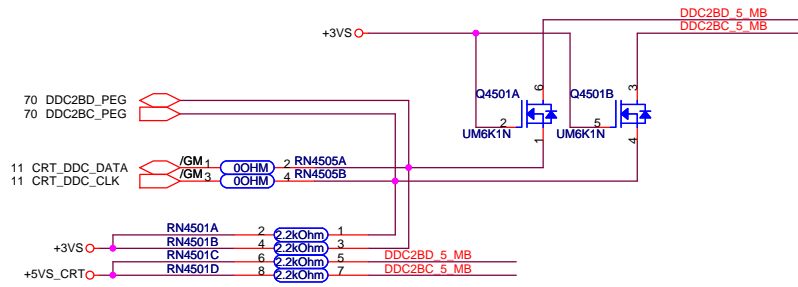 DDC2BD_5_MB
+3VS DDC2BC_5_MB
6 3
Q4501A Q4501B
70 DDC2BD_PEG
70 DDC2BC_PEG
2 5
UM6K1N UM6K1N
1 4
11 CRT_DDC_DATA /GM 1 0OHM 2 RN4505A
11 CRT_DDC_CLK /GM 3 0OHM 4 RN4505B
RN4501A 2 2.2kOhm 1
+3VS RN4501B 4 2.2kOhm 3
RN4501C 6 2.2kOhm 5 DDC2BD_5_MB
+5VS_CRT RN4501D 8 2.2kOhm 7 DDC2BC_5_MB